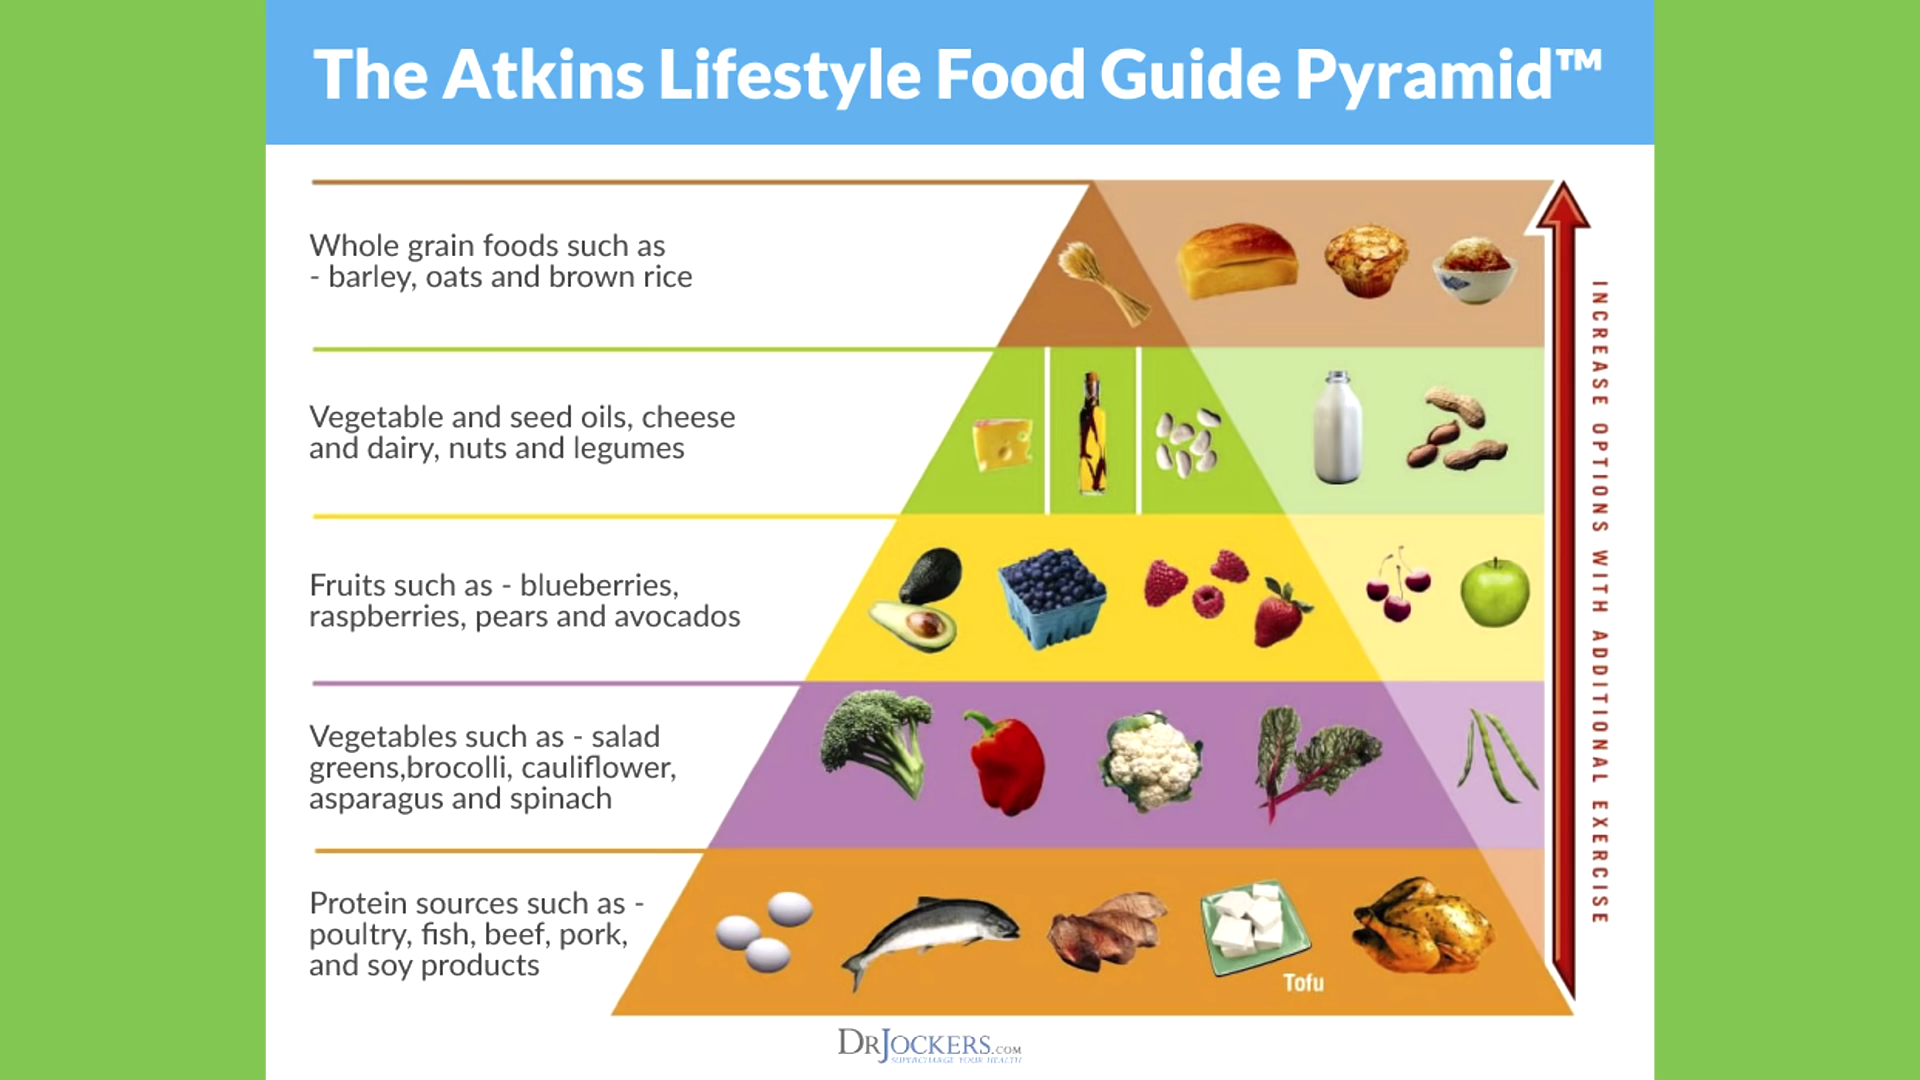 The Atkins Lifestyle Food Guide Pyramid™
Whole grain foods such as
- barley, oats and brown rice
Vegetable and seed oils, cheese
and dairy, nuts and legumes
Fruits such as - blueberries,
raspberries, pears and avocados
Vegetables such as - salad
greens,brocolli, cauliflower,
asparagus and spinach
Protein sources such as -
poultry, fish, beef, pork,
and soy products
Tofu
INCREASE OPTIONS WITH ADDITIONAL EXERCISE
DRJOCKERS.COM
SUPERCHARGE YOUR HEALTH